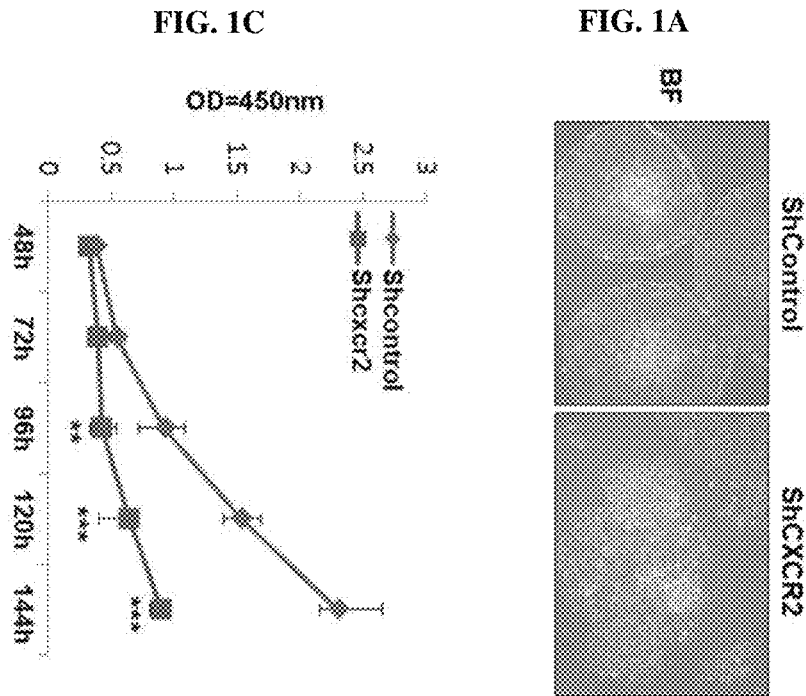 FIG. 1C
FIG. 1A
OD=450nm
0
0.5
1
1.5
2
2.5
3
Shcontrol
Shcxcr2
48h
72h
96h
120h
144h
**
***
***
BF
ShControl
ShCXCR2